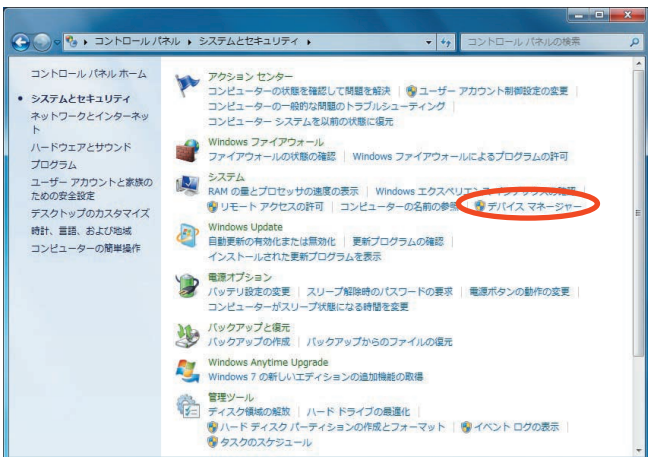 コントロール パネル ▸ システムとセキュリティ ▸
コントロール パネルの検索
コントロール パネル ホーム
システムとセキュリティ
ネットワークとインターネッ
ト
ハードウェアとサウンド
プログラム
ユーザー アカウントと家族の
ための安全設定
デスクトップのカスタマイズ
時計、言語、および地域
コンピューターの簡単操作
アクション センター
コンピューターの状態を確認して問題を解決 | ユーザー アカウント制御設定の変更 |
コンピューターの一般的な問題のトラブルシューティング |
コンピューター システムを以前の状態に復元
Windows ファイアウォール
ファイアウォールの状態の確認 | Windows ファイアウォールによるプログラムの許可
システム
RAM の量とプロセッサの速度の表示 | Windows エクスペリエンス インデックスの確認 |
リモート アクセスの許可 | コンピューターの名前の参照 | デバイス マネージャー
Windows Update
自動更新の有効化または無効化 | 更新プログラムの確認 |
インストールされた更新プログラムを表示
電源オプション
バッテリ設定の変更 | スリープ解除時のパスワードの要求 | 電源ボタンの動作の変更 |
コンピューターがスリープ状態になる時間を変更
バックアップと復元
バックアップの作成 | バックアップからのファイルの復元
Windows Anytime Upgrade
Windows 7 の新しいエディションの追加機能の取得
管理ツール
ディスク領域の解放 | ハード ドライブの最適化 |
ハード ディスク パーティションの作成とフォーマット | イベント ログの表示 |
タスクのスケジュール